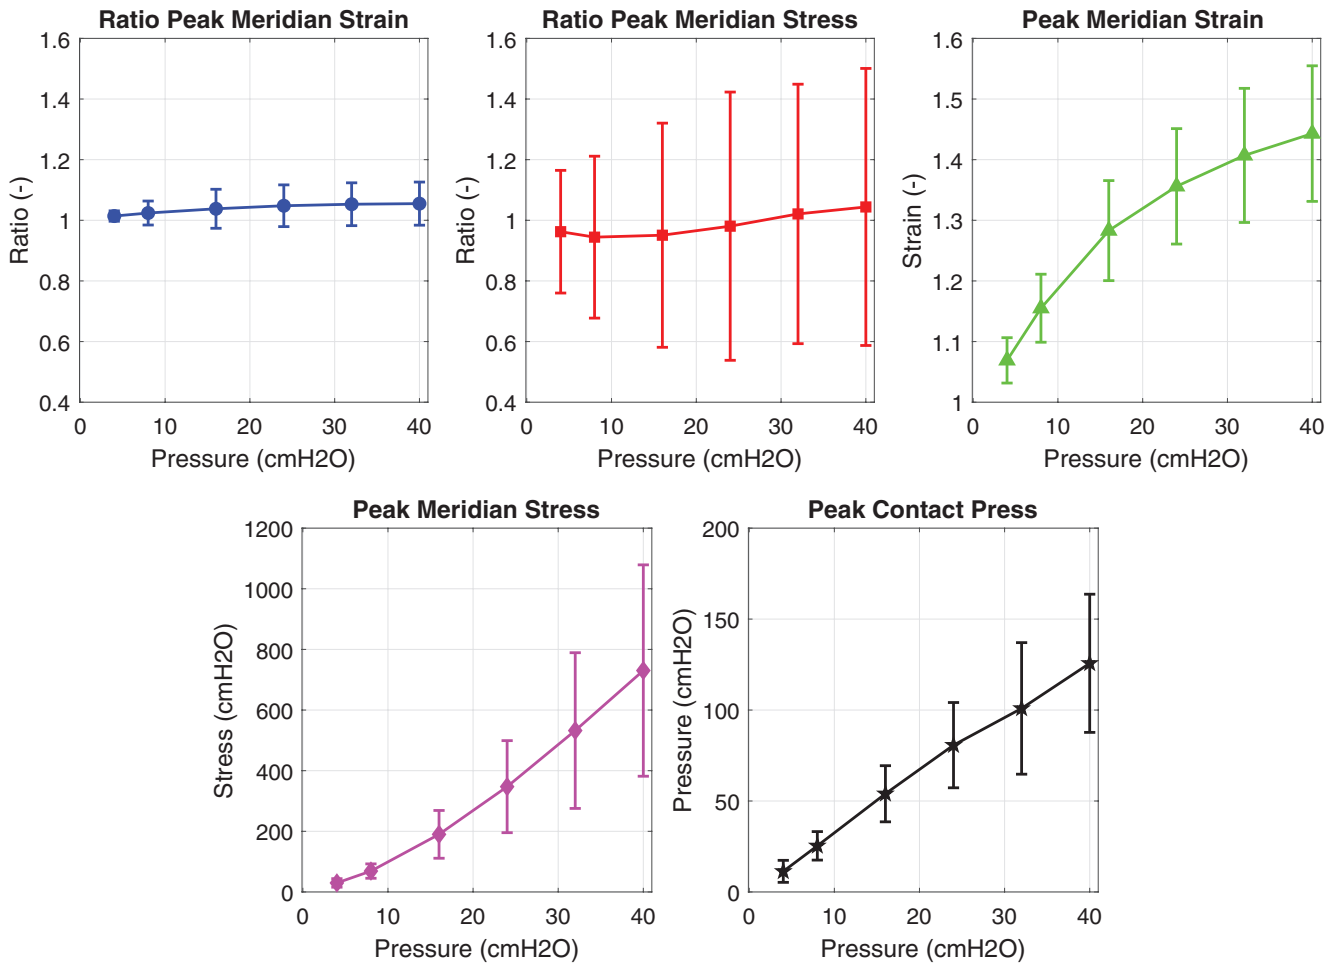 Ratio Peak Meridian Strain
1.6
1.4
1.2
1
0.8
0.6
0.4
Ratio (-)
0 10 20 30 40
Pressure (cmH2O)
Ratio Peak Meridian Stress
1.6
1.4
1.2
1
0.8
0.6
0.4
Ratio (-)
0 10 20 30 40
Pressure (cmH2O)
Peak Meridian Strain
1.6
1.5
1.4
1.3
1.2
1.1
1
Strain (-)
0 10 20 30 40
Pressure (cmH2O)
Peak Meridian Stress
1200
1000
800
600
400
200
0
Stress (cmH2O)
0 10 20 30 40
Pressure (cmH2O)
Peak Contact Press
200
150
100
50
0
Pressure (cmH2O)
0 10 20 30 40
Pressure (cmH2O)